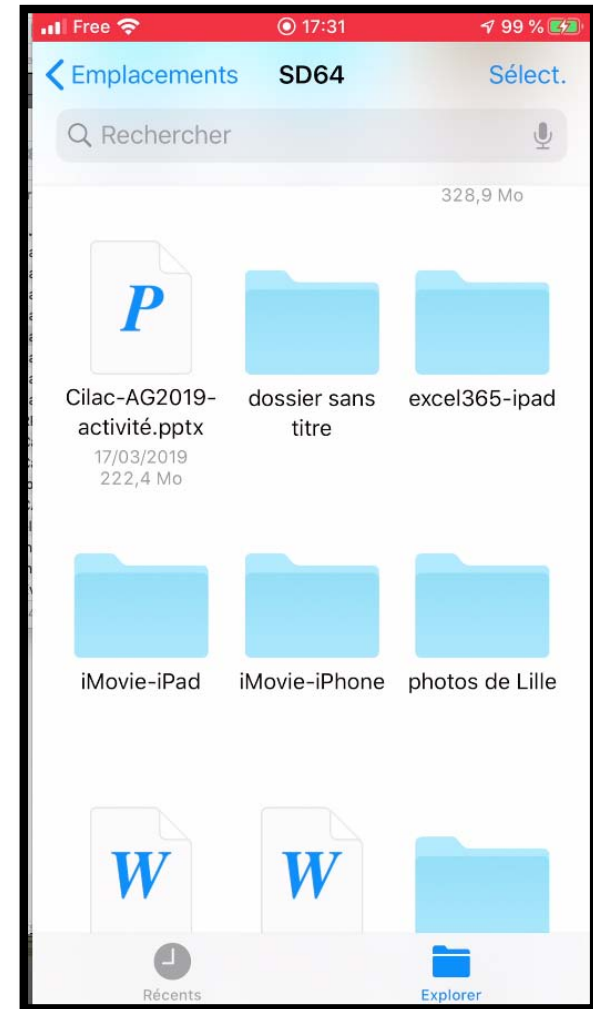 Free 17:31 99 %
Emplacements SD64 Sélect.
Rechercher
328,9 Mo
P
Cilac-AG2019-
activité.pptx
17/03/2019
222,4 Mo
dossier sans
titre
excel365-ipad
iMovie-iPad
iMovie-iPhone
photos de Lille
W
W
Récents
Explorer